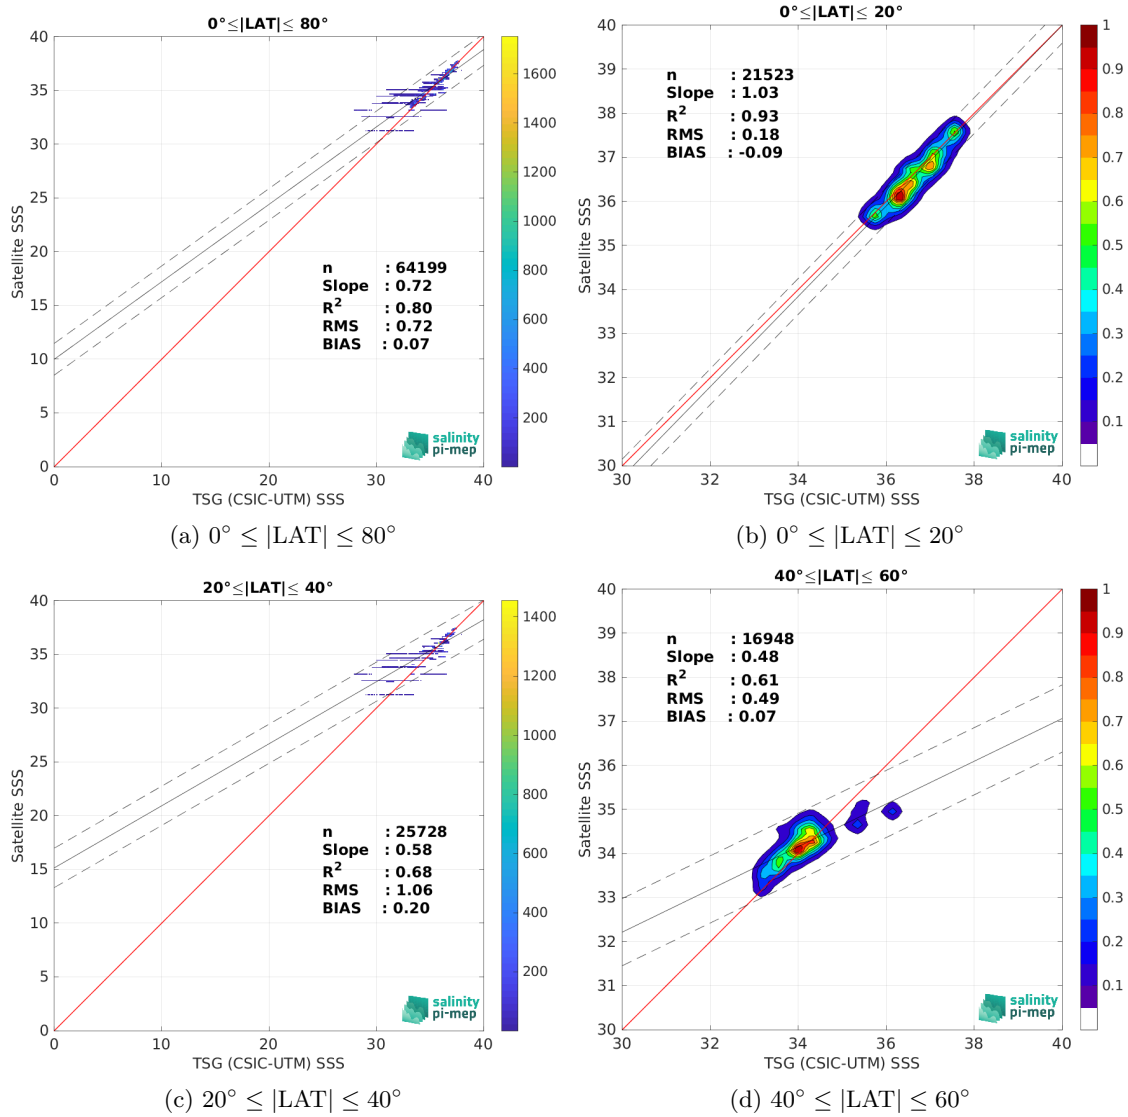 0°≤|LAT|≤ 80°
40
35
30
25
20
15
10
5
0
Satellite SSS
n : 64199
Slope : 0.72
R² : 0.80
RMS : 0.72
BIAS : 0.07
salinity
pi-mep
0 10 20 30 40
TSG (CSIC-UTM) SSS
1600
1400
1200
1000
800
600
400
200
(a) 0° ≤ |LAT| ≤ 80°
0°≤|LAT|≤ 20°
40
39
38
37
36
35
34
33
32
31
30
Satellite SSS
n : 21523
Slope : 1.03
R² : 0.93
RMS : 0.18
BIAS : -0.09
salinity
pi-mep
30 32 34 36 38 40
TSG (CSIC-UTM) SSS
1
0.9
0.8
0.7
0.6
0.5
0.4
0.3
0.2
0.1
(b) 0° ≤ |LAT| ≤ 20°
20°≤|LAT|≤ 40°
40
35
30
25
20
15
10
5
0
Satellite SSS
n : 25728
Slope : 0.58
R² : 0.68
RMS : 1.06
BIAS : 0.20
salinity
pi-mep
0 10 20 30 40
TSG (CSIC-UTM) SSS
1400
1200
1000
800
600
400
200
(c) 20° ≤ |LAT| ≤ 40°
40°≤|LAT|≤ 60°
40
39
38
37
36
35
34
33
32
31
30
Satellite SSS
n : 16948
Slope : 0.48
R² : 0.61
RMS : 0.49
BIAS : 0.07
salinity
pi-mep
30 32 34 36 38 40
TSG (CSIC-UTM) SSS
1
0.9
0.8
0.7
0.6
0.5
0.4
0.3
0.2
0.1
(d) 40° ≤ |LAT| ≤ 60°